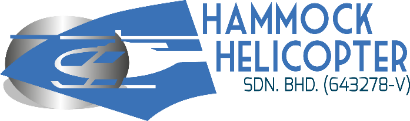 HAMMOCK
HELICOPTER
SDN. BHD. (643278-V)